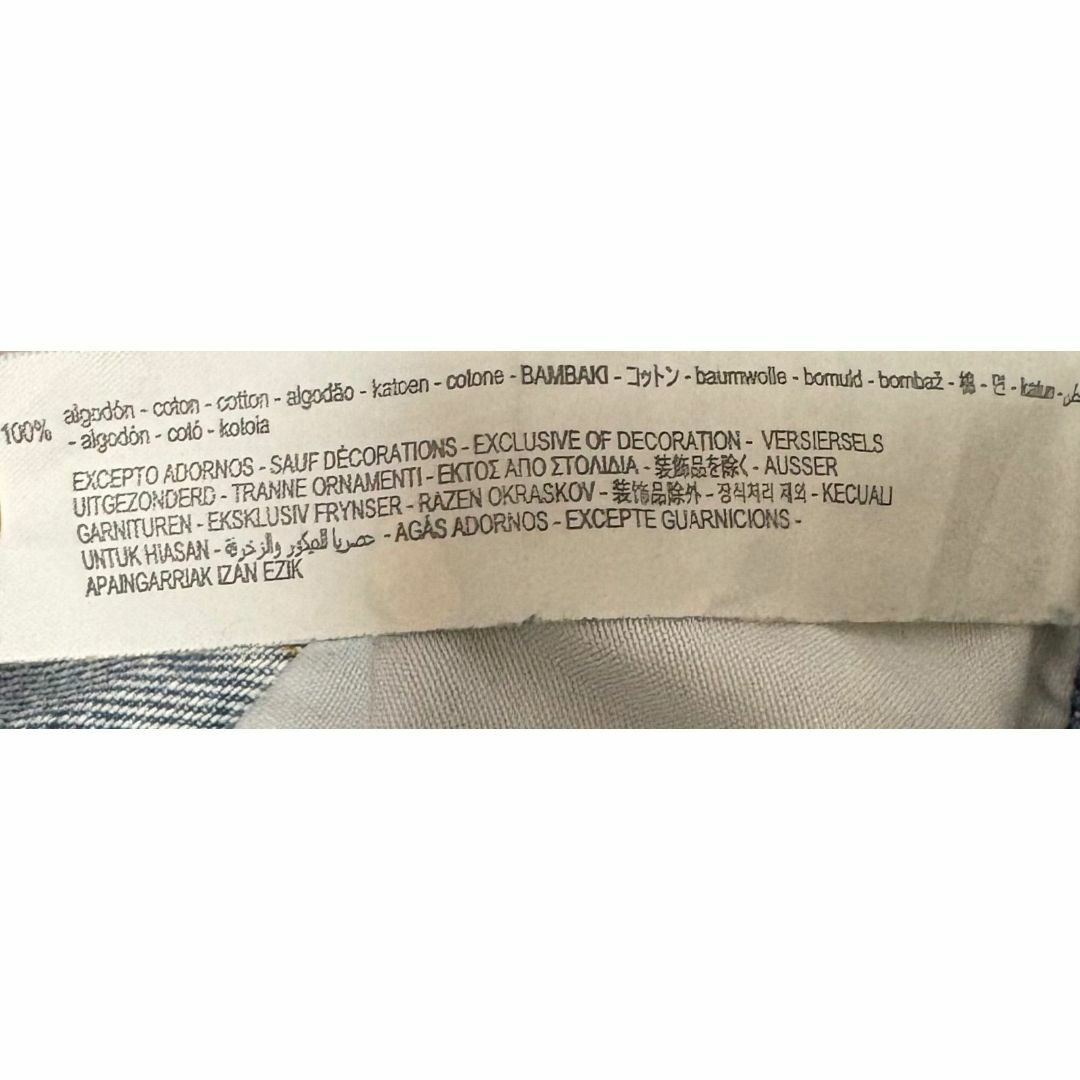 100% algodón - coton - cotton - algodão - katoen - cotone - BAMBAKI - コットン - baumwolle - bomuld - bombaž - 棉 - 면 - katun -
- algodón - cotó - kotoia
EXCEPTO ADORNOS - SAUF DÉCORATIONS - EXCLUSIVE OF DECORATION - VERSIERSELS
UITGEZONDERD - TRANNE ORNAMENTI - ΕΚΤΟΣ ΑΠΟ ΣΤΟΛΙΔΙΑ - 装飾品を除く - AUSSER
GARNITUREN - EKSKLUSIV FRYNSER - RAZEN OKRASKOV - 装饰品除外 - 장식처리 제외 - KECUALI
UNTUK HIASAN - حصريا للديكور والزخرفة - AGÁS ADORNOS - EXCEPTE GUARNICIONS -
APAINGARRIAK IZAN EZIK